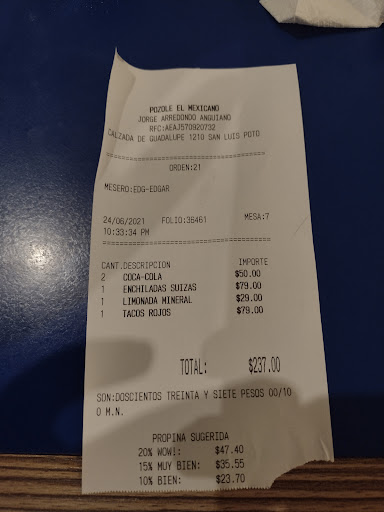 POZOLE EL MEXICANO
JORGE ARREDONDO ANGUIANO
RFC:AEAJ570920732
CALZADA DE GUADALUPE 1210 SAN LUIS POTO
ORDEN:21
MESERO:EDG-EDGAR
24/06/2021 FOLIO:36461 MESA:7
10:33:34 PM
CANT.DESCRIPCION IMPORTE
2 COCA-COLA $50.00
1 ENCHILADAS SUIZAS $79.00
1 LIMONADA MINERAL $29.00
1 TACOS ROJOS $79.00
TOTAL: $237.00
SON:DOSCIENTOS TREINTA Y SIETE PESOS 00/10
0 M.N.
PROPINA SUGERIDA
20% WOW!: $47.40
15% MUY BIEN: $35.55
10% BIEN: $23.70